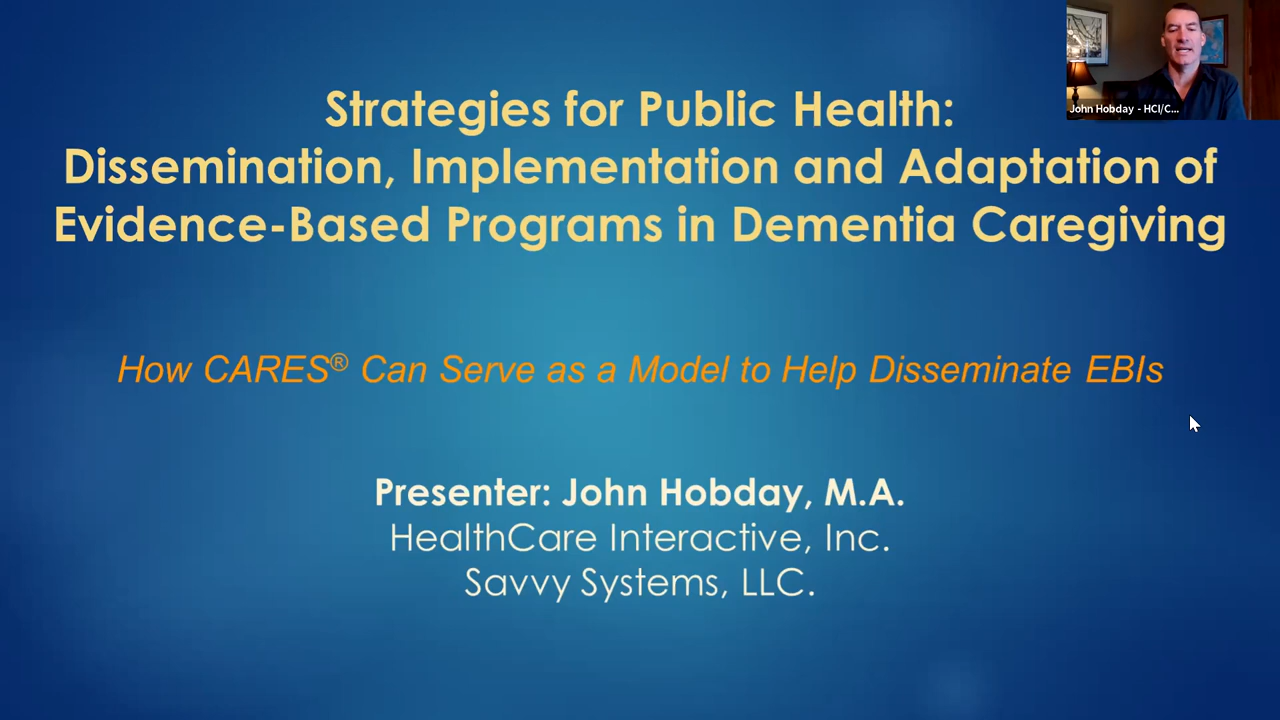 John Hobday - HCI/C...
Strategies for Public Health:
Dissemination, Implementation and Adaptation of
Evidence-Based Programs in Dementia Caregiving
How CARES® Can Serve as a Model to Help Disseminate EBIs
Presenter: John Hobday, M.A.
HealthCare Interactive, Inc.
Savvy Systems, LLC.